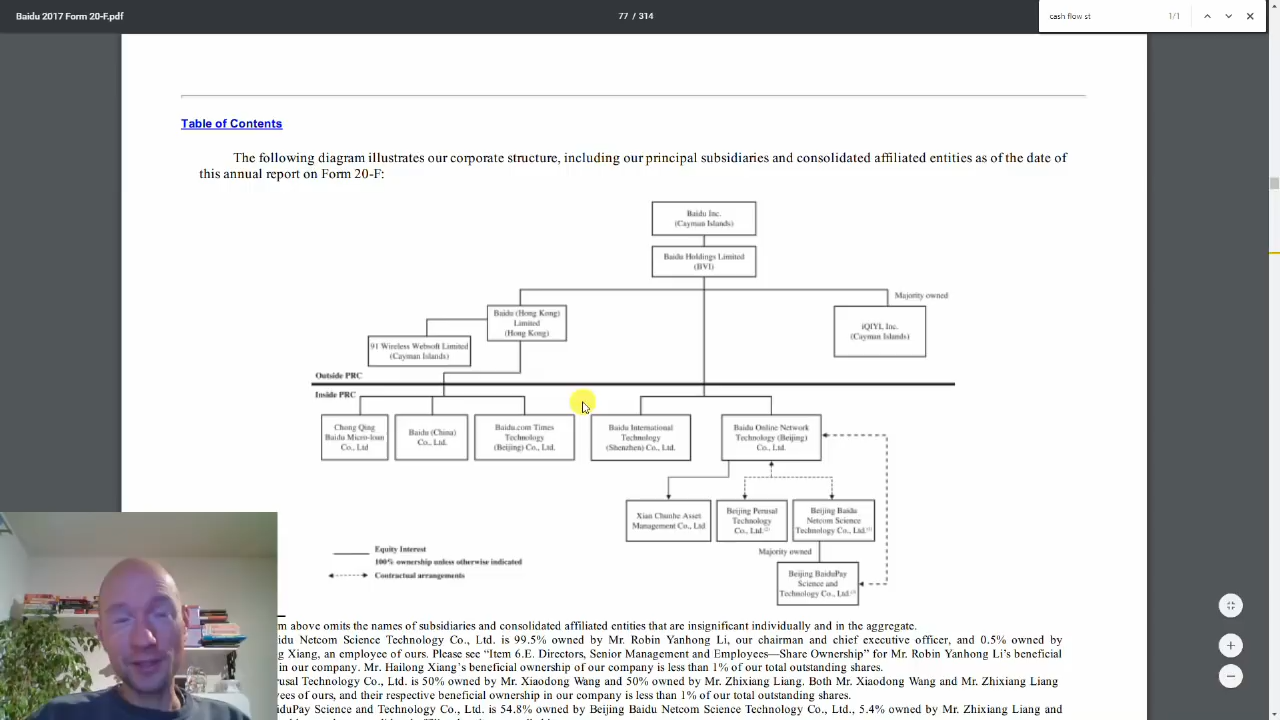 Baidu 2017 Form 20-F.pdf
77 / 314
cash flow st
1/1
Table of Contents
The following diagram illustrates our corporate structure, including our principal subsidiaries and consolidated affiliated entities as of the date of
this annual report on Form 20-F:
Baidu Inc.
(Cayman Islands)
Baidu Holdings Limited
(BVI)
Majority owned
Baidu (Hong Kong)
Limited
(Hong Kong)
iQIYI, Inc.
(Cayman Islands)
91 Wireless Websoft Limited
(Cayman Islands)
Outside PRC
Inside PRC
Chong Qing
Baidu Micro-loan
Co., Ltd
Baidu (China)
Co., Ltd.
Baidu.com Times
Technology
(Beijing) Co., Ltd.
Baidu International
Technology
(Shenzhen) Co., Ltd.
Baidu Online Network
Technology (Beijing)
Co., Ltd.
Xian Chanhe Asset
Management Co., Ltd
Beijing Perusal
Technology
Co., Ltd.
Beijing Baidu
Netcom Science
Technology Co., Ltd.
Majority owned
Beijing BaiduPay
Science and
Technology Co., Ltd.
Equity Interest
100% ownership unless otherwise indicated
Contractual arrangements
m above omits the names of subsidiaries and consolidated affiliated entities that are insignificant individually and in the aggregate.
idu Netcom Science Technology Co., Ltd. is 99.5% owned by Mr. Robin Yanhong Li, our chairman and chief executive officer, and 0.5% owned by
g Xiang, an employee of ours. Please see “Item 6.E. Directors, Senior Management and Employees—Share Ownership” for Mr. Robin Yanhong Li’s beneficial
in our company. Mr. Hailong Xiang’s beneficial ownership of our company is less than 1% of our total outstanding shares.
rusal Technology Co., Ltd. is 50% owned by Mr. Xiaodong Wang and 50% owned by Mr. Zhixiang Liang. Both Mr. Xiaodong Wang and Mr. Zhixiang Liang
ees of ours, and their respective beneficial ownership in our company is less than 1% of our total outstanding shares.
iduPay Science and Technology Co., Ltd. is 54.8% owned by Beijing Baidu Netcom Science Technology Co., Ltd., 5.4% owned by Mr. Zhixiang Liang and